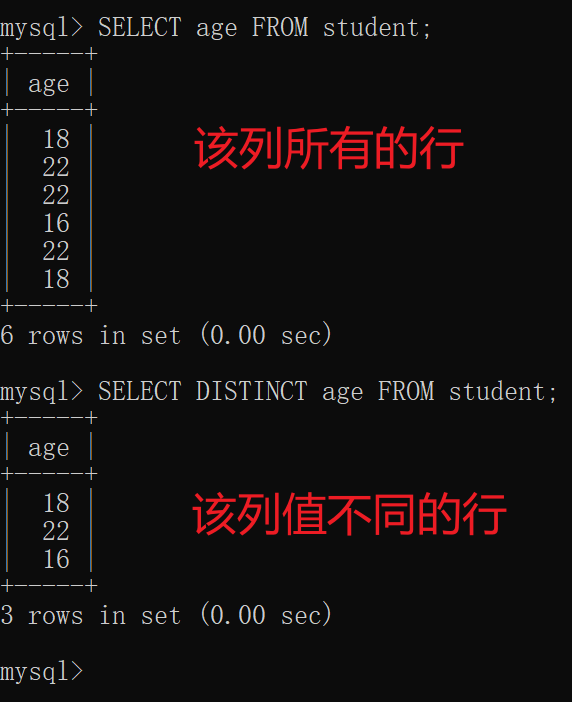 mysql> SELECT age FROM student;
+-----+
| age |
+-----+
|  18 |
|  22 |
|  22 |
|  16 |
|  22 |
|  18 |
+-----+
该列所有的行
6 rows in set (0.00 sec)
mysql> SELECT DISTINCT age FROM student;
+-----+
| age |
+-----+
|  18 |
|  22 |
|  16 |
+-----+
该列值不同的行
3 rows in set (0.00 sec)
mysql>